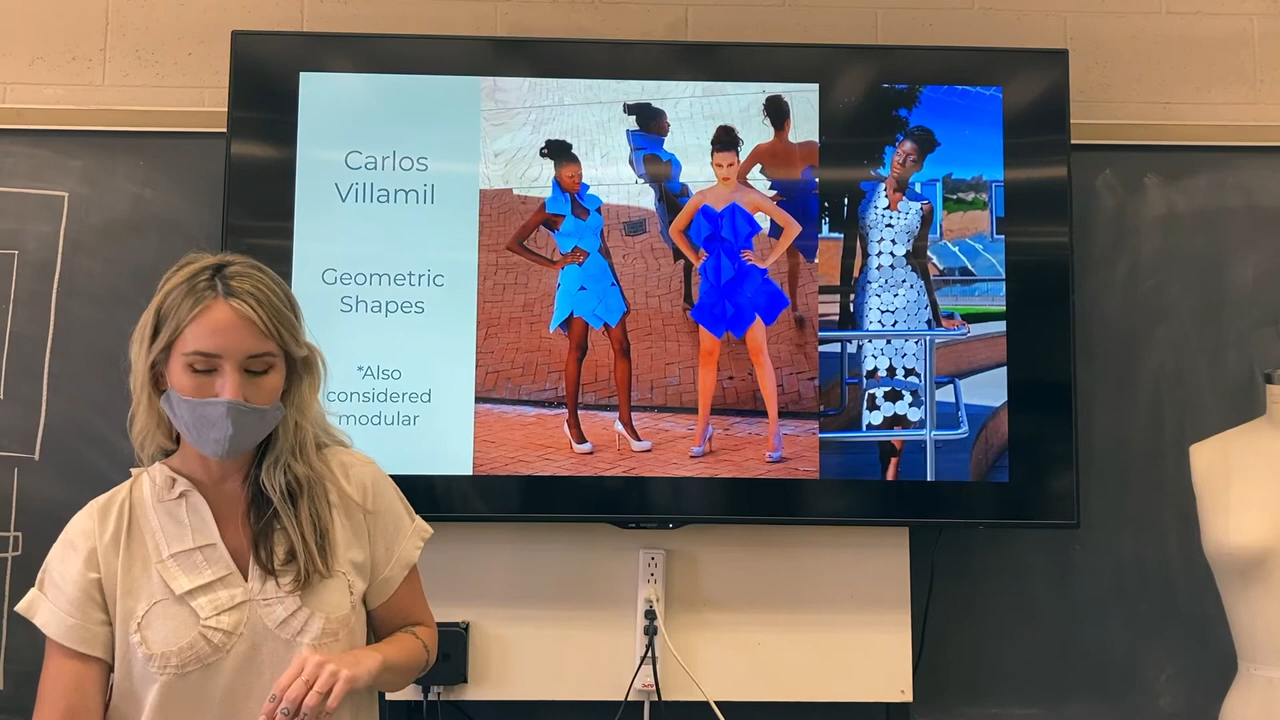 Carlos
Villamil
Geometric
Shapes
*Also
considered
modular